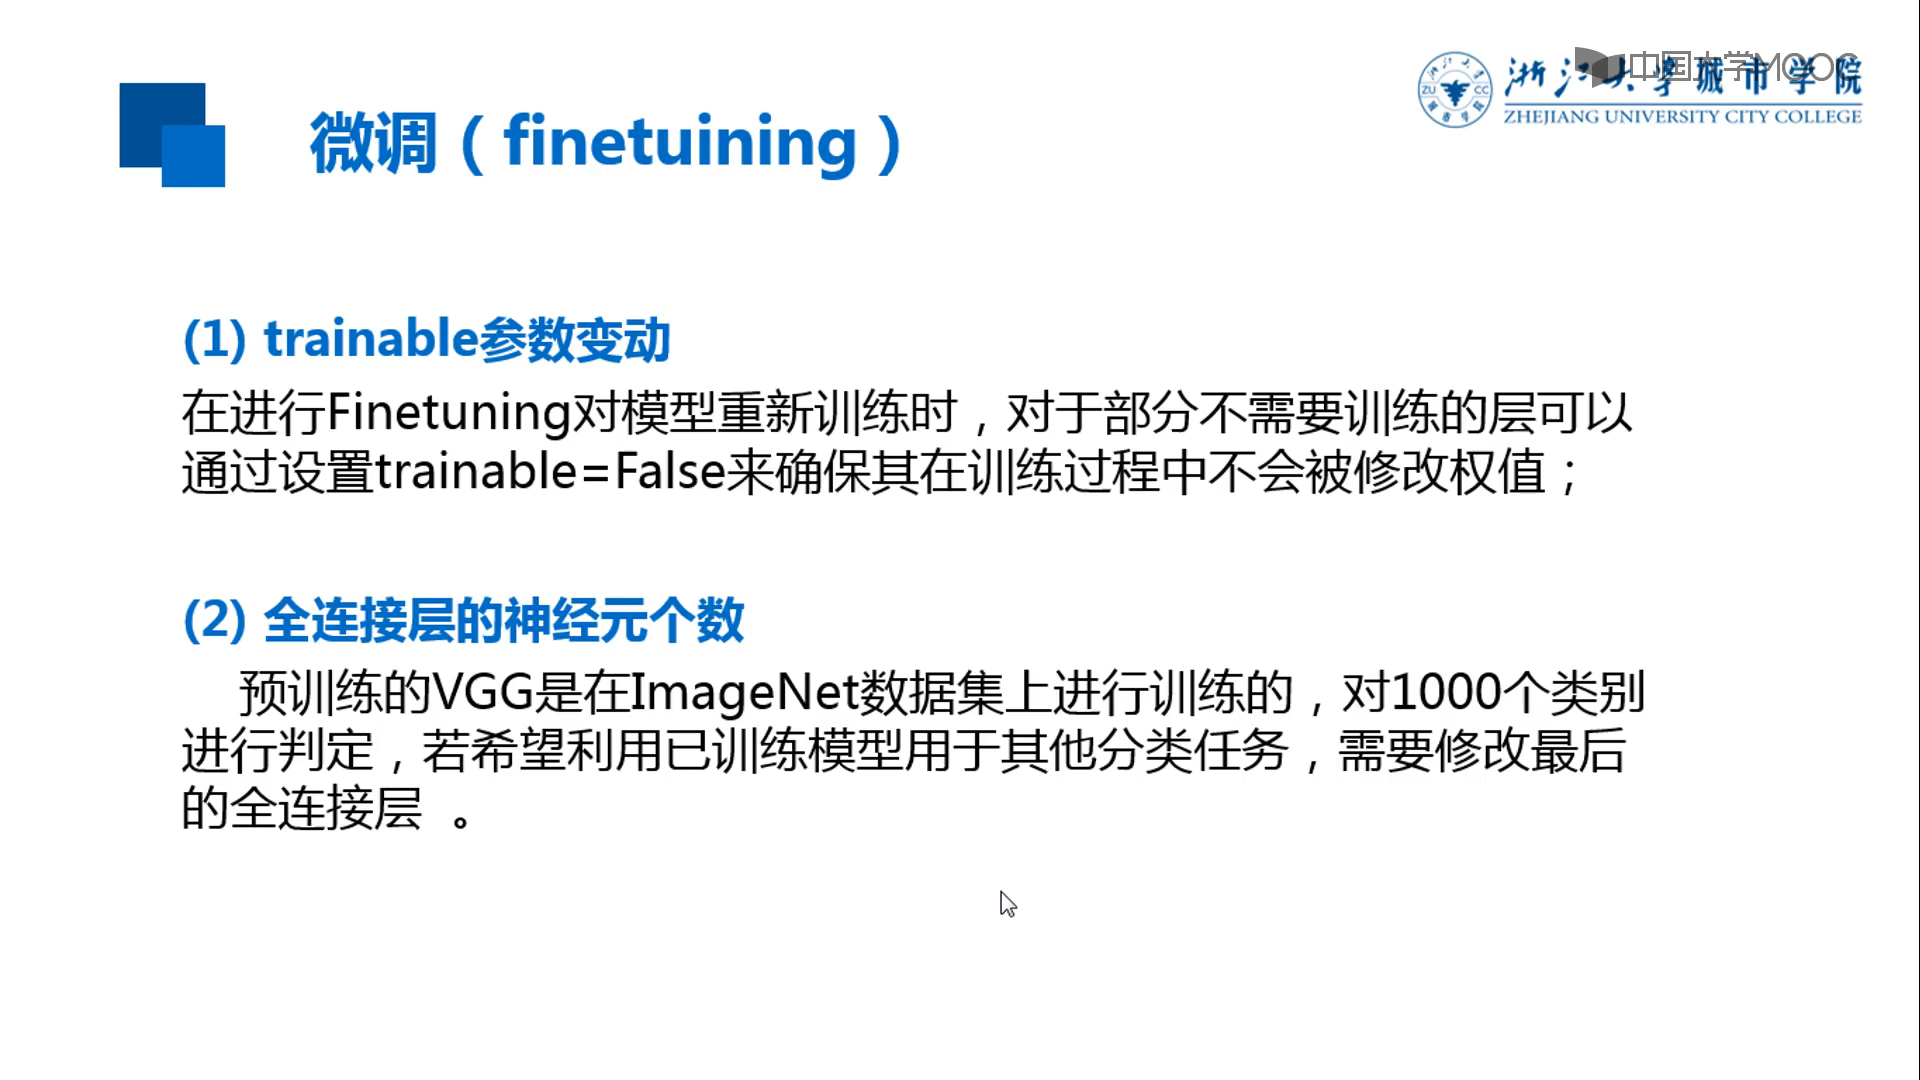 中国大学MOOC
浙江大学城市学院
ZHEJIANG UNIVERSITY CITY COLLEGE
ZU CC
微调（finetuining）
(1) trainable参数变动
在进行Finetuning对模型重新训练时，对于部分不需要训练的层可以
通过设置trainable=False来确保其在训练过程中不会被修改权值；
(2) 全连接层的神经元个数
预训练的VGG是在ImageNet数据集上进行训练的，对1000个类别
进行判定，若希望利用已训练模型用于其他分类任务，需要修改最后
的全连接层 。